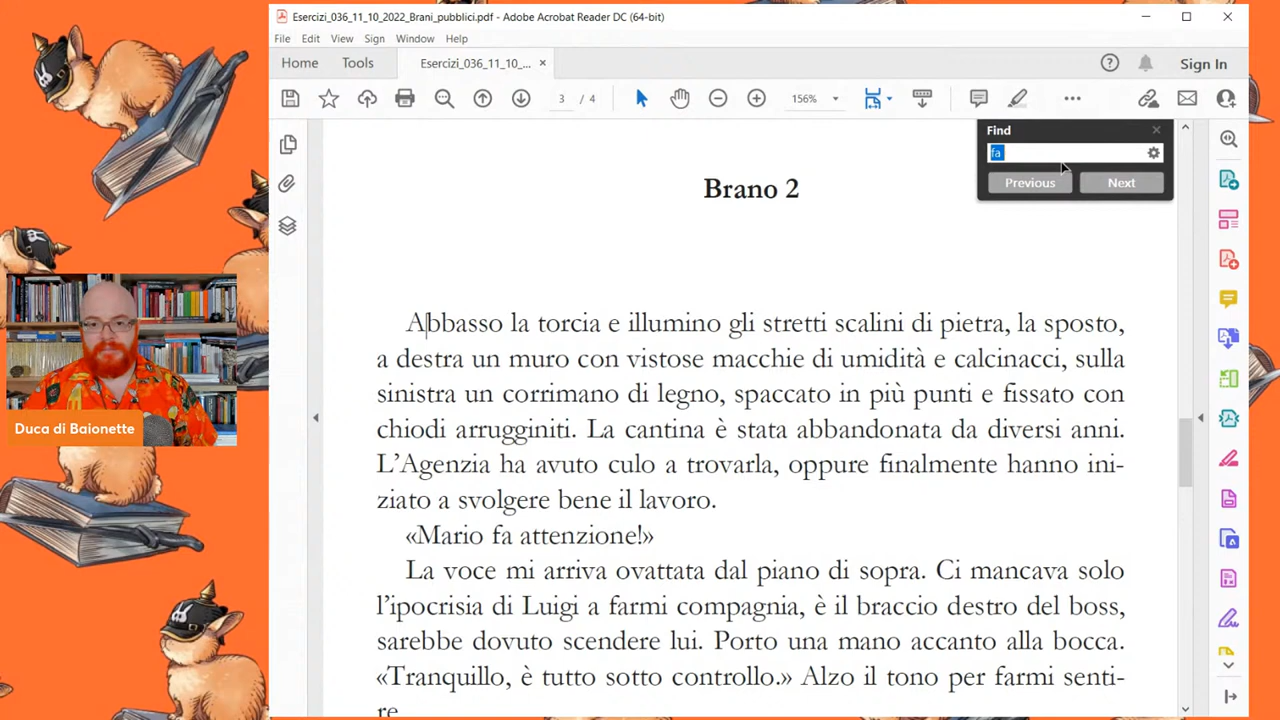 Esercizi_036_11_10_2022_Brani_pubblici.pdf - Adobe Acrobat Reader DC (64-bit)
File Edit View Sign Window Help
Home Tools Esercizi_036_11_10_...
Sign In
3 / 4
156%
Find
fa
Previous Next
Brano 2
Abbasso la torcia e illumino gli stretti scalini di pietra, la sposto,
a destra un muro con vistose macchie di umidità e calcinacci, sulla
sinistra un corrimano di legno, spaccato in più punti e fissato con
chiodi arrugginiti. La cantina è stata abbandonata da diversi anni.
L’Agenzia ha avuto culo a trovarla, oppure finalmente hanno ini-
ziato a svolgere bene il lavoro.
«Mario fa attenzione!»
La voce mi arriva ovattata dal piano di sopra. Ci mancava solo
l’ipocrisia di Luigi a farmi compagnia, è il braccio destro del boss,
sarebbe dovuto scendere lui. Porto una mano accanto alla bocca.
«Tranquillo, è tutto sotto controllo.» Alzo il tono per farmi senti-
re.
Duca di Baionette